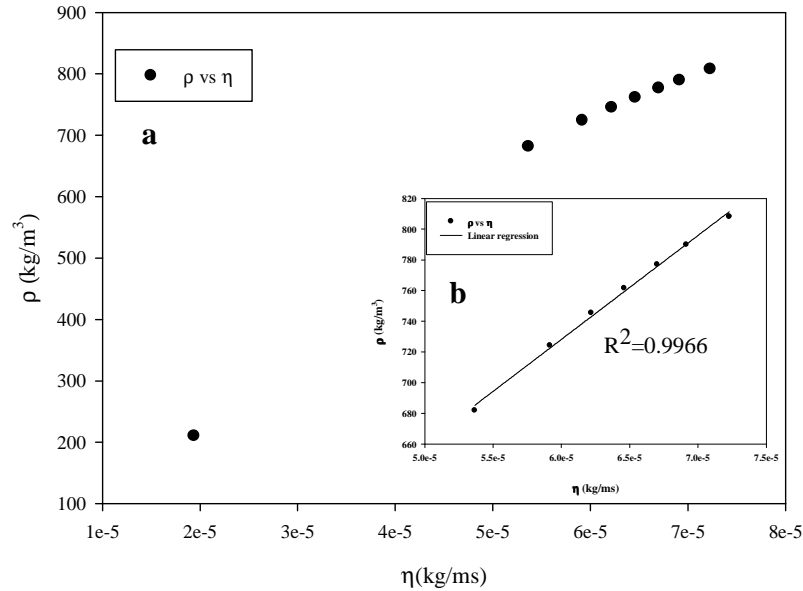 900
800
700
600
500
400
300
200
100
ρ (kg/m³)
ρ vs η
a
1e-5
2e-5
3e-5
4e-5
5e-5
6e-5
7e-5
8e-5
η(kg/ms)
820
800
780
760
740
720
700
680
660
ρ (kg/m³)
ρ vs η
Linear regression
b
R²=0.9966
5.0e-5
5.5e-5
6.0e-5
6.5e-5
7.0e-5
7.5e-5
η (kg/ms)